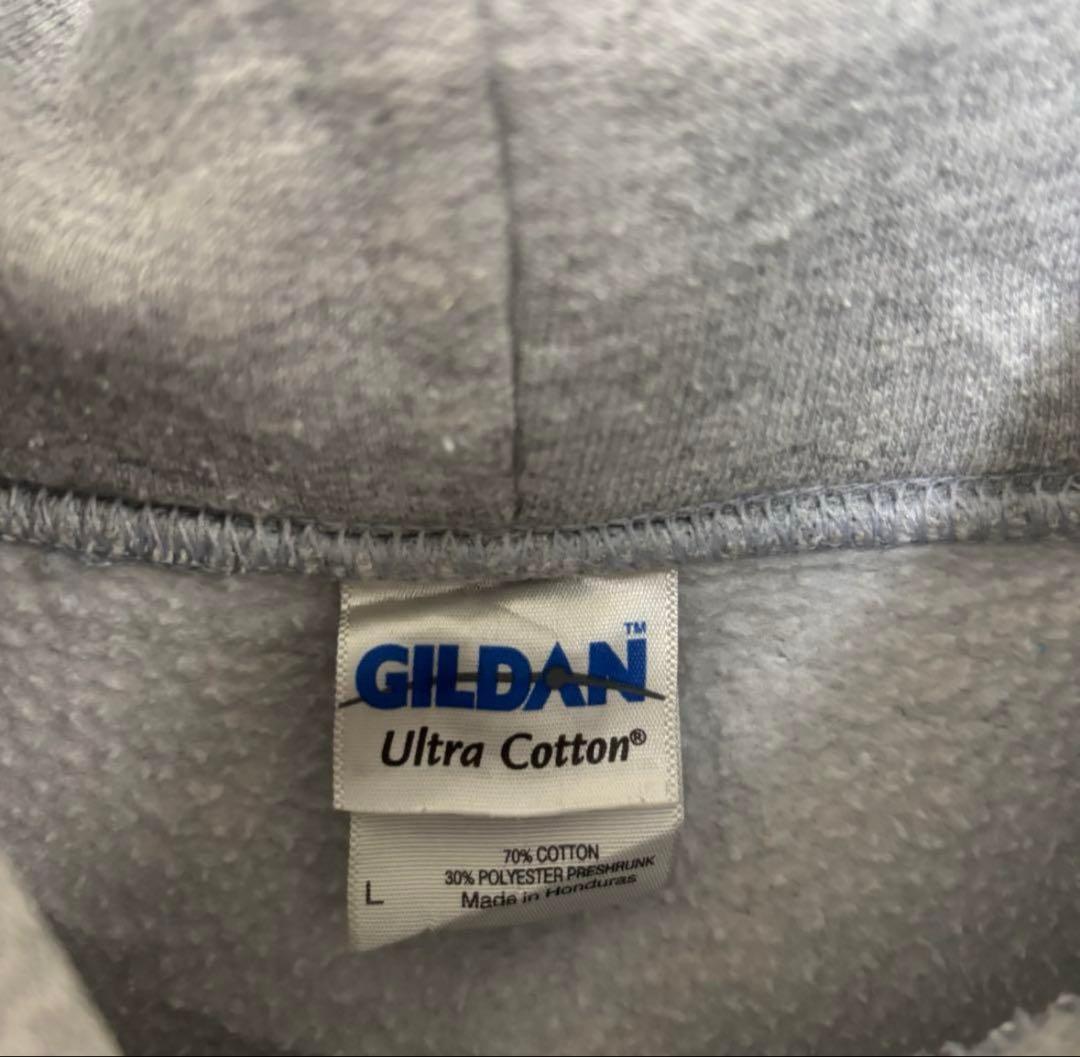 GILDAN™
Ultra Cotton®
70% COTTON
30% POLYESTER PRESHRUNK
L Made in Honduras